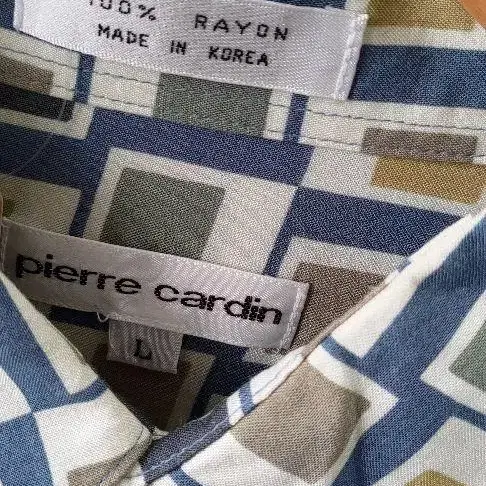 100% RAYON
MADE IN KOREA
pierre cardin
L